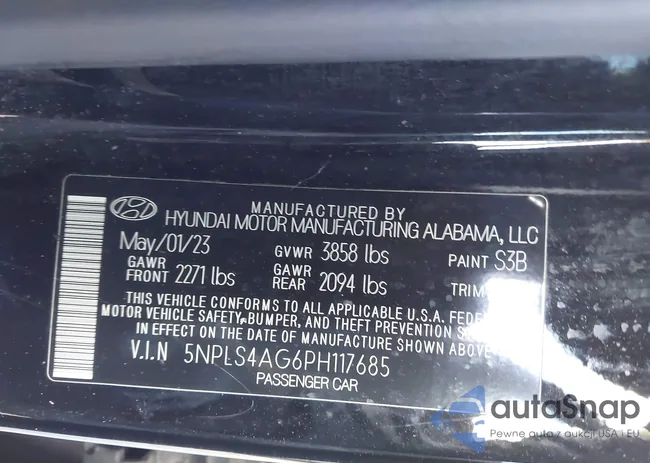 MANUFACTURED BY
HYUNDAI MOTOR MANUFACTURING ALABAMA, LLC
May/01/23 GVWR 3858 lbs PAINT S3B
GAWR FRONT 2271 lbs GAWR REAR 2094 lbs TRIM
THIS VEHICLE CONFORMS TO ALL APPLICABLE U.S.A. FEDE
MOTOR VEHICLE SAFETY, BUMPER, AND THEFT PREVENTION
IN EFFECT ON THE DATE OF MANUFACTURE SHOWN ABOVE.
V.I.N 5NPLS4AG6PH117685
PASSENGER CAR
autaSnap
Pewne auta z aukcji USA i EU